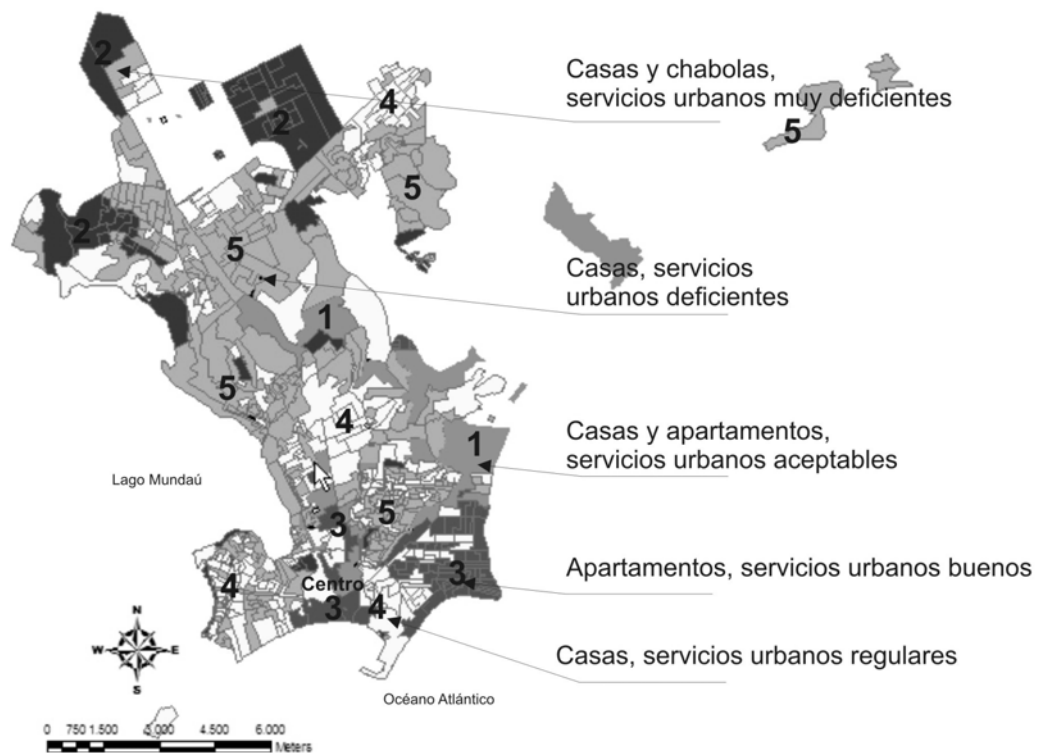 2
2
4
Casas y chabolas,
servicios urbanos muy deficientes
5
5
2
5
Casas, servicios
urbanos deficientes
1
5
4
1
Casas y apartamentos,
servicios urbanos aceptables
Lago Mundaú
3
5
4
Centro
3
4
3
Apartamentos, servicios urbanos buenos
N
W E
S
Casas, servicios urbanos regulares
Océano Atlántico
0 750 1.500 3.000 4.500 6.000
Meters